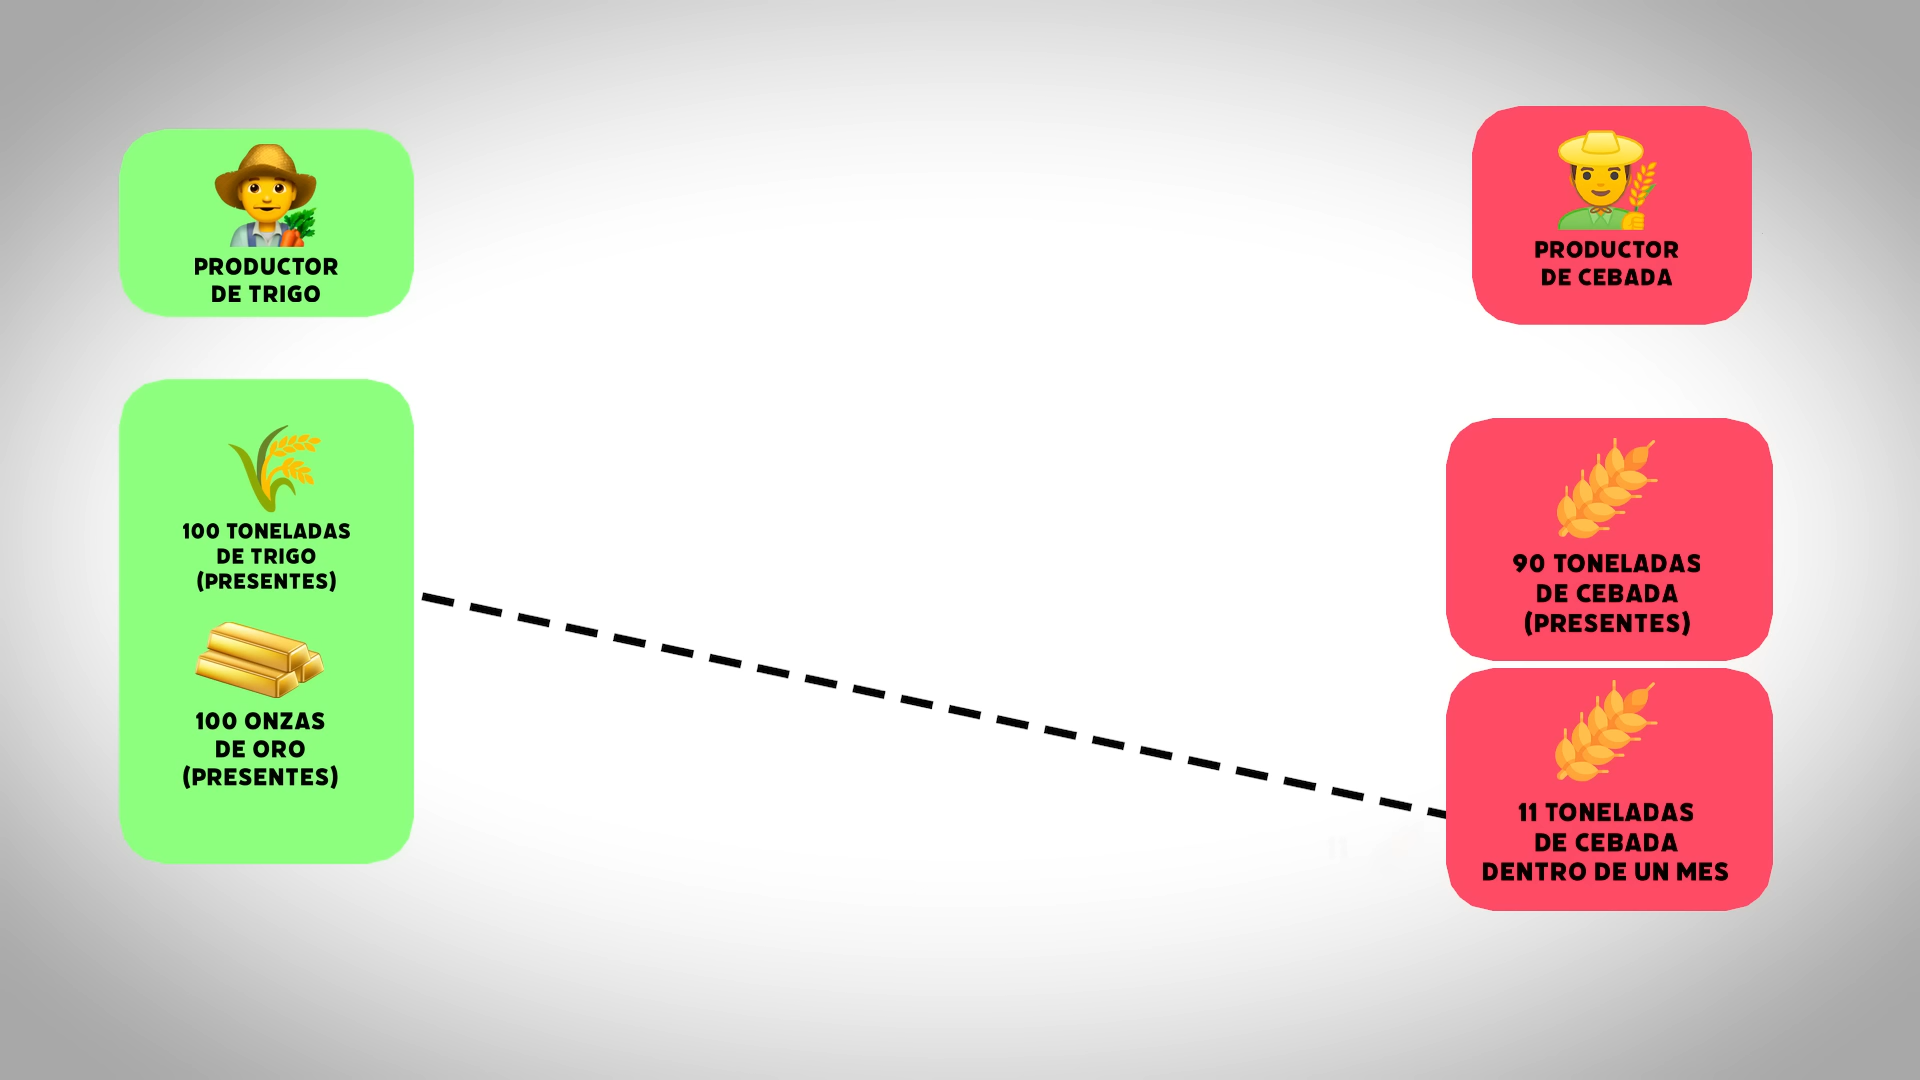 PRODUCTOR
DE TRIGO
100 TONELADAS
DE TRIGO
(PRESENTES)
100 ONZAS
DE ORO
(PRESENTES)
PRODUCTOR
DE CEBADA
90 TONELADAS
DE CEBADA
(PRESENTES)
11 TONELADAS
DE CEBADA
DENTRO DE UN MES